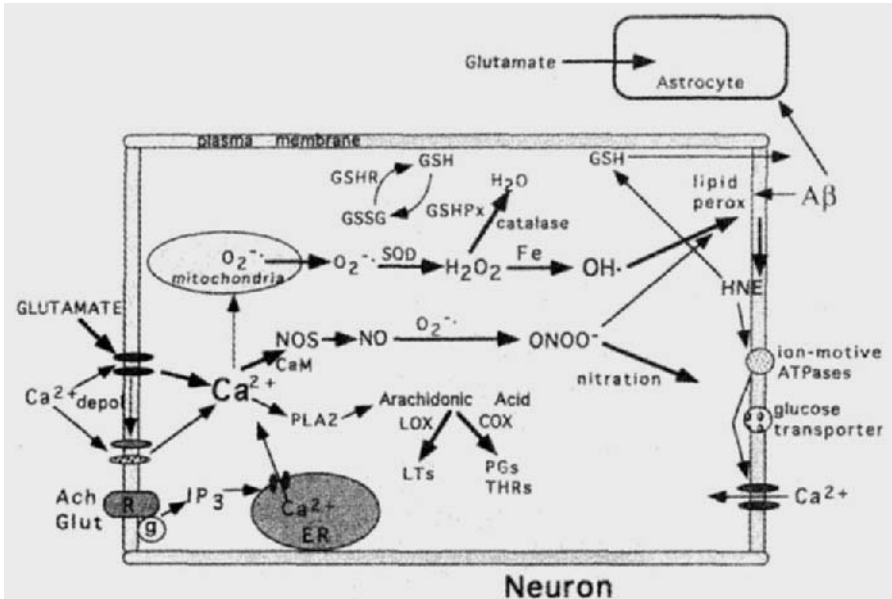 Glutamate
Astrocyte
plasma membrane
GSHR
GSH
GSSG
GSHPx
H₂O
catalase
GSH
lipid
perox
Aβ
O₂⁻·
mitochondria
O₂⁻·
SOD
H₂O₂
Fe
OH·
HNE
GLUTAMATE
NOS
CaM
NO
O₂⁻·
ONOO⁻
nitration
ion-motive
ATPases
Ca²⁺
depol
Ca²⁺
PLA2
Arachidonic Acid
LOX
COX
LTs
PGs
THRs
glucose
transporter
Ach
Glut
R
g
IP₃
Ca²⁺
ER
Ca²⁺
Neuron